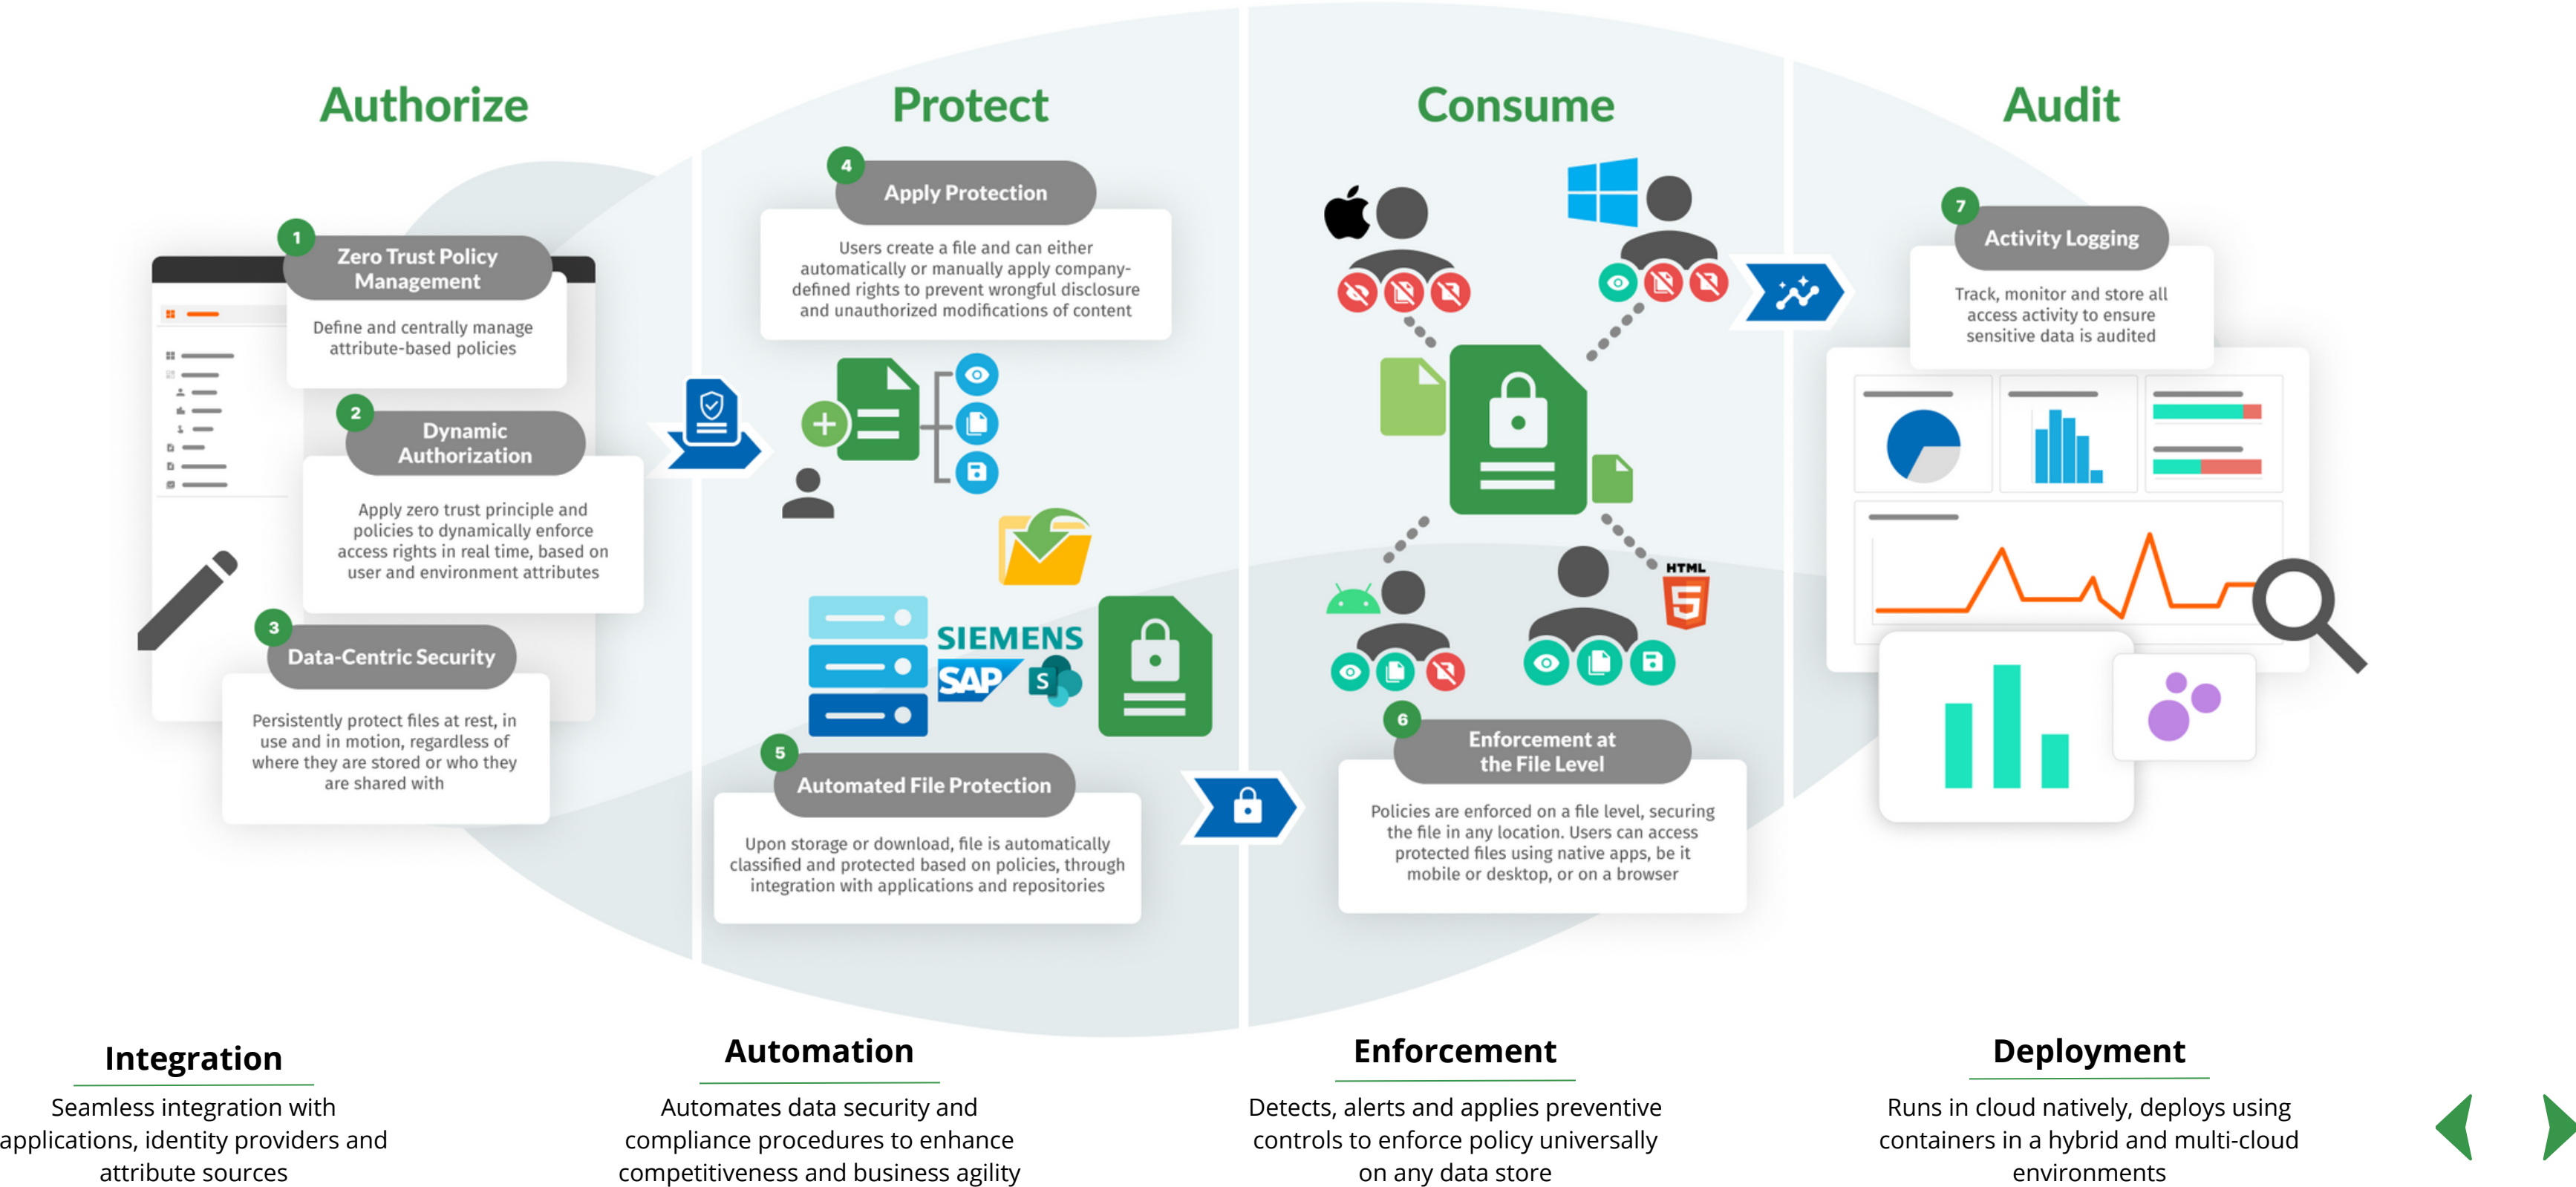 Authorize
Protect
Consume
Audit
1
Zero Trust Policy
Management
Define and centrally manage
attribute-based policies
2
Dynamic
Authorization
Apply zero trust principle and
policies to dynamically enforce
access rights in real time, based on
user and environment attributes
3
Data-Centric Security
Persistently protect files at rest, in
use and in motion, regardless of
where they are stored or who they
are shared with
4
Apply Protection
Users create a file and can either
automatically or manually apply company-
defined rights to prevent wrongful disclosure
and unauthorized modifications of content
SIEMENS
SAP
S
5
Automated File Protection
Upon storage or download, file is automatically
classified and protected based on policies, through
integration with applications and repositories
HTML
5
6
Enforcement at
the File Level
Policies are enforced on a file level, securing
the file in any location. Users can access
protected files using native apps, be it
mobile or desktop, or on a browser
7
Activity Logging
Track, monitor and store all
access activity to ensure
sensitive data is audited
Integration
Seamless integration with
applications, identity providers and
attribute sources
Automation
Automates data security and
compliance procedures to enhance
competitiveness and business agility
Enforcement
Detects, alerts and applies preventive
controls to enforce policy universally
on any data store
Deployment
Runs in cloud natively, deploys using
containers in a hybrid and multi-cloud
environments